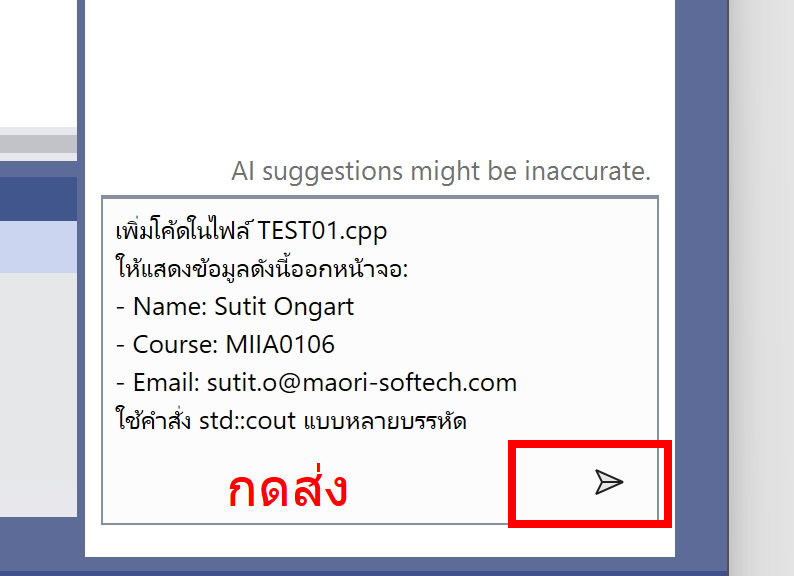 AI suggestions might be inaccurate.
เพิ่มโค้ดในไฟล์ TEST01.cpp
ให้แสดงข้อมูลดังนี้ออกหน้าจอ:
- Name: Sutit Ongart
- Course: MIIA0106
- Email: sutit.o@maori-softech.com
ใช้คำสั่ง std::cout แบบหลายบรรทัด
กดส่ง